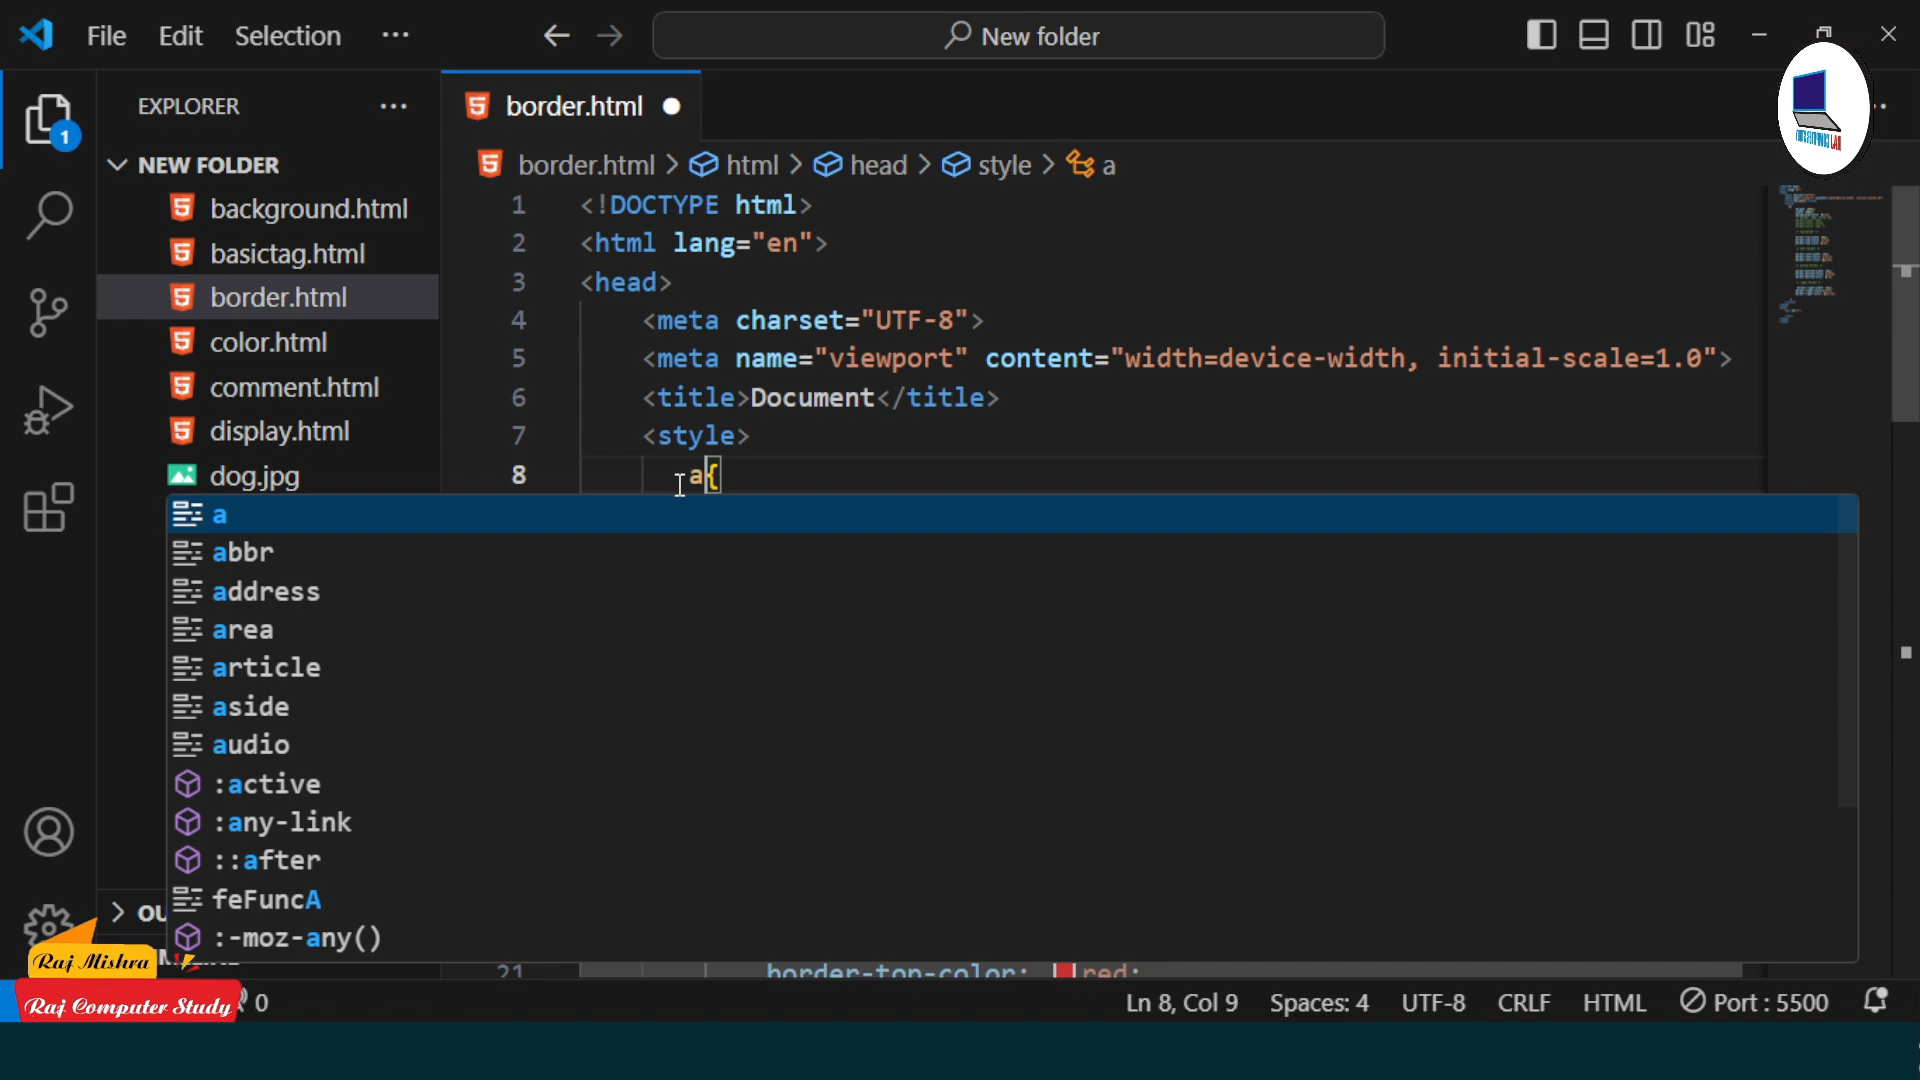 File Edit Selection ···
New folder
EXPLORER ···
1
border.html
NEW FOLDER
background.html
basictag.html
border.html
color.html
comment.html
display.html
dog.jpg
border.html > html > head > style > a
1 <!DOCTYPE html>
2 <html lang="en">
3 <head>
4 <meta charset="UTF-8">
5 <meta name="viewport" content="width=device-width, initial-scale=1.0">
6 <title>Document</title>
7 <style>
8 a{
a
abbr
address
area
article
aside
audio
:active
:any-link
::after
feFuncA
:-moz-any()
21 border-top-color: red;
OU
Raj Mishra
Raj Computer Study
0
Ln 8, Col 9 Spaces: 4 UTF-8 CRLF HTML Port : 5500